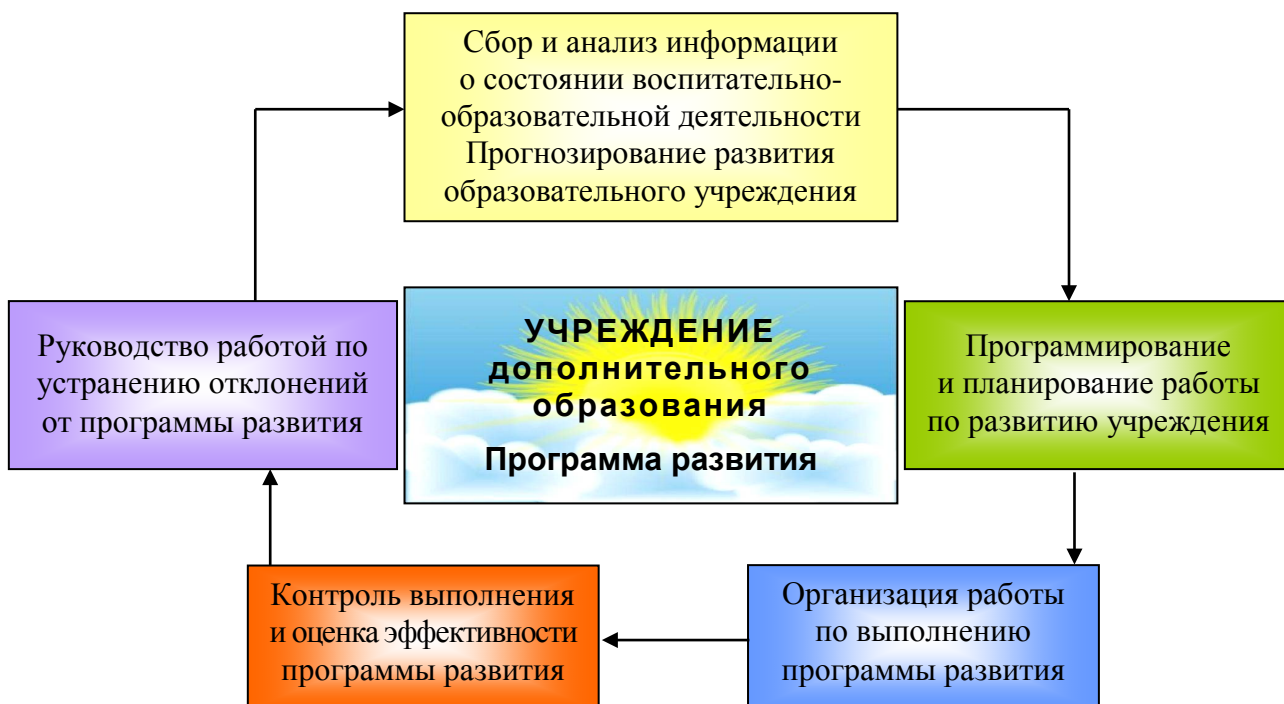 Сбор и анализ информации
о состоянии воспитательно-
образовательной деятельности
Прогнозирование развития
образовательного учреждения
Руководство работой по
устранению отклонений
от программы развития
УЧРЕЖДЕНИЕ
дополнительного
образования
Программа развития
Программирование
и планирование работы
по развитию учреждения
Контроль выполнения
и оценка эффективности
программы развития
Организация работы
по выполнению
программы развития